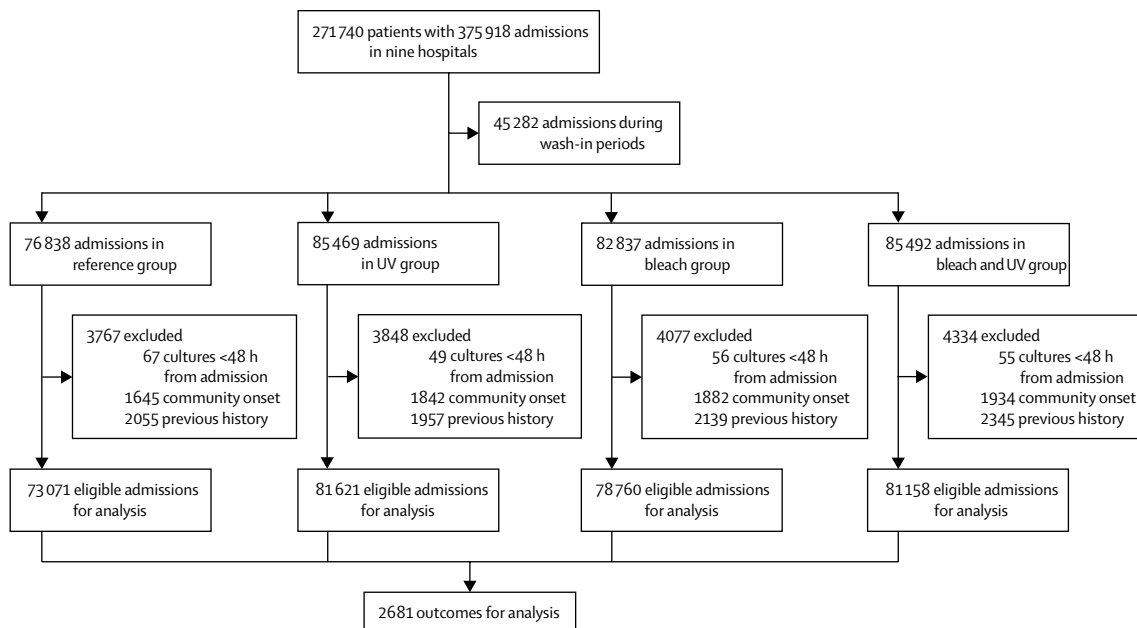 271 740 patients with 375 918 admissions
in nine hospitals
45 282 admissions during
wash-in periods
76 838 admissions in
reference group
85 469 admissions
in UV group
82 837 admissions in
bleach group
85 492 admissions in
bleach and UV group
3767 excluded
67 cultures <48 h
from admission
1645 community onset
2055 previous history
3848 excluded
49 cultures <48 h
from admission
1842 community onset
1957 previous history
4077 excluded
56 cultures <48 h
from admission
1882 community onset
2139 previous history
4334 excluded
55 cultures <48 h
from admission
1934 community onset
2345 previous history
73 071 eligible admissions
for analysis
81 621 eligible admissions
for analysis
78 760 eligible admissions
for analysis
81 158 eligible admissions
for analysis
2681 outcomes for analysis